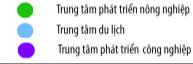 Trung tâm phát triển nông nghiệp
Trung tâm du lịch
Trung tâm phát triển công nghiệp